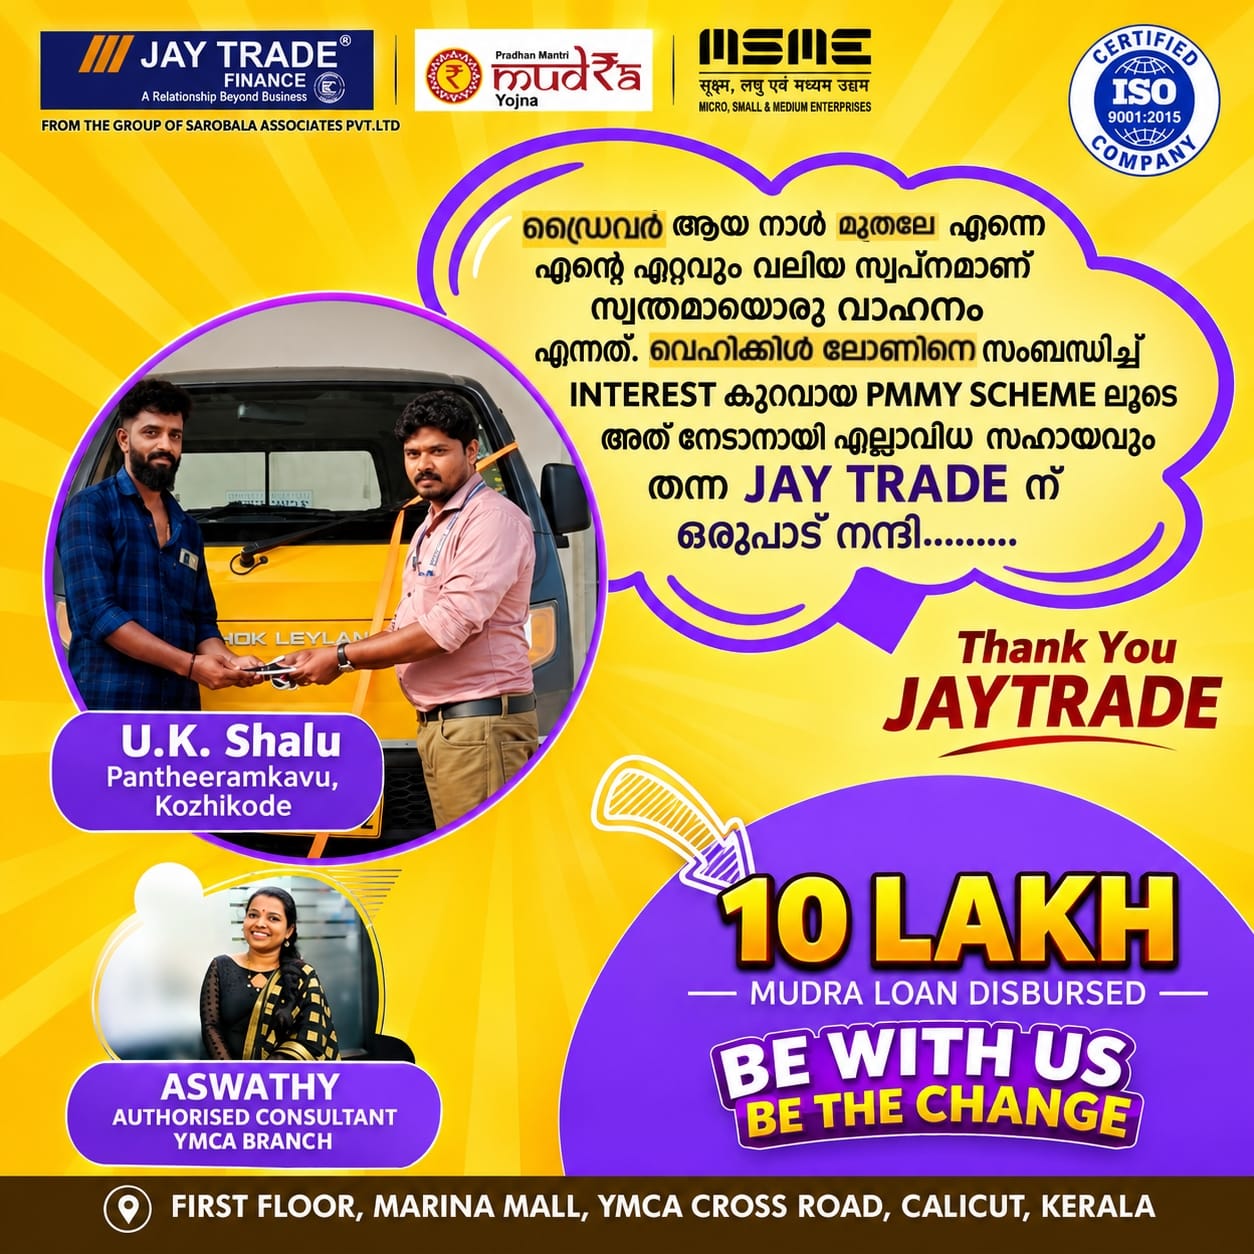 JAY TRADE®
FINANCE
A Relationship Beyond Business
FROM THE GROUP OF SAROBALA ASSOCIATES PVT.LTD
Pradhan Mantri
mudra
Yojna
MSME
सूक्ष्म, लघु एवं मध्यम उद्यम
MICRO, SMALL & MEDIUM ENTERPRISES
CERTIFIED
ISO
9001:2015
COMPANY
ഡ്രൈവർ ആയ നാൾ മുതലേ എന്നെ
എന്റെ ഏറ്റവും വലിയ സ്വപ്നമാണ്
സ്വന്തമായൊരു വാഹനം
എന്നത്. വെഹിക്കിൾ ലോണിനെ സംബന്ധിച്ച്
INTEREST കുറവായ PMMY SCHEME ലൂടെ
അത് നേടാനായി എല്ലാവിധ സഹായവും
തന്ന JAY TRADE ന്
ഒരുപാട് നന്ദി.........
Thank You
JAYTRADE
HOK LEYLAN
U.K. Shalu
Pantheeramkavu,
Kozhikode
ASWATHY
AUTHORISED CONSULTANT
YMCA BRANCH
10 LAKH
MUDRA LOAN DISBURSED
BE WITH US
BE THE CHANGE
FIRST FLOOR, MARINA MALL, YMCA CROSS ROAD, CALICUT, KERALA